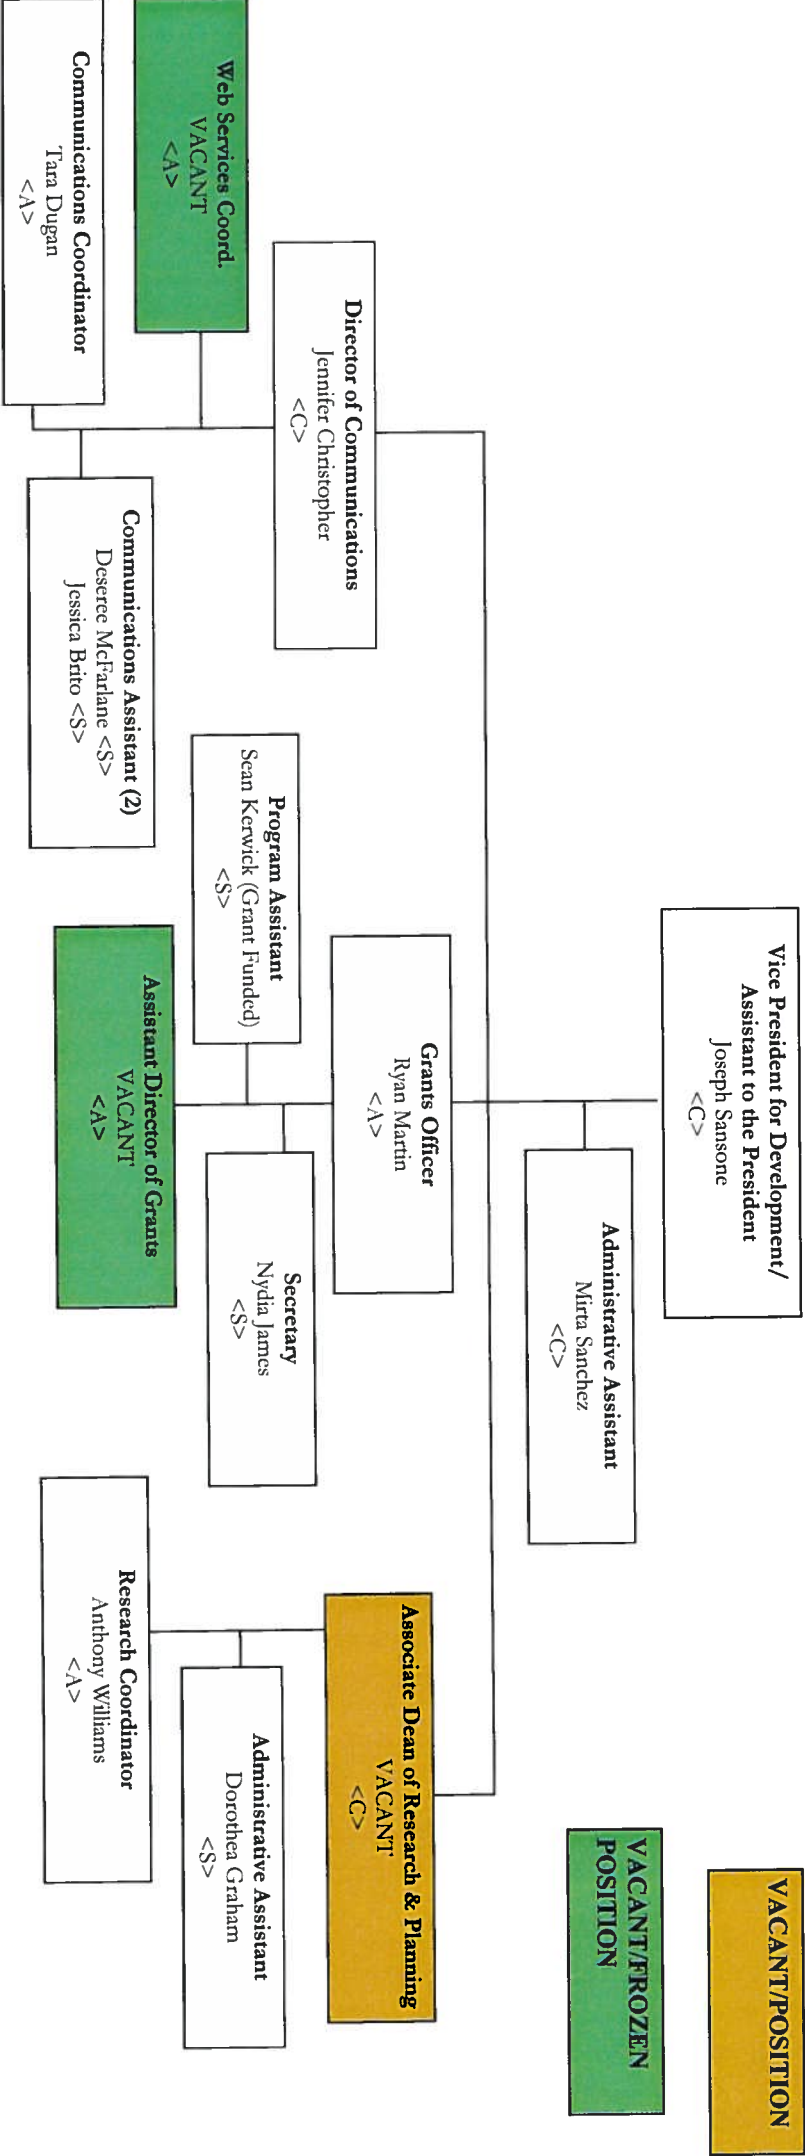 VACANT/POSITION
VACANT/FROZEN
POSITION
Vice President for Development/
Assistant to the President
Joseph Sansone
<C>
Administrative Assistant
Mirta Sanchez
<C>
Director of Communications
Jennifer Christopher
<C>
Web Services Coord.
VACANT
<A>
Communications Coordinator
Tara Dugan
<A>
Communications Assistant (2)
Deseree McFarlane <S>
Jessica Brito <S>
Grants Officer
Ryan Martin
<A>
Program Assistant
Sean Kerwick (Grant Funded)
<S>
Secretary
Nydia James
<S>
Assistant Director of Grants
VACANT
<A>
Associate Dean of Research & Planning
VACANT
<C>
Administrative Assistant
Dorothea Graham
<S>
Research Coordinator
Anthony Williams
<A>